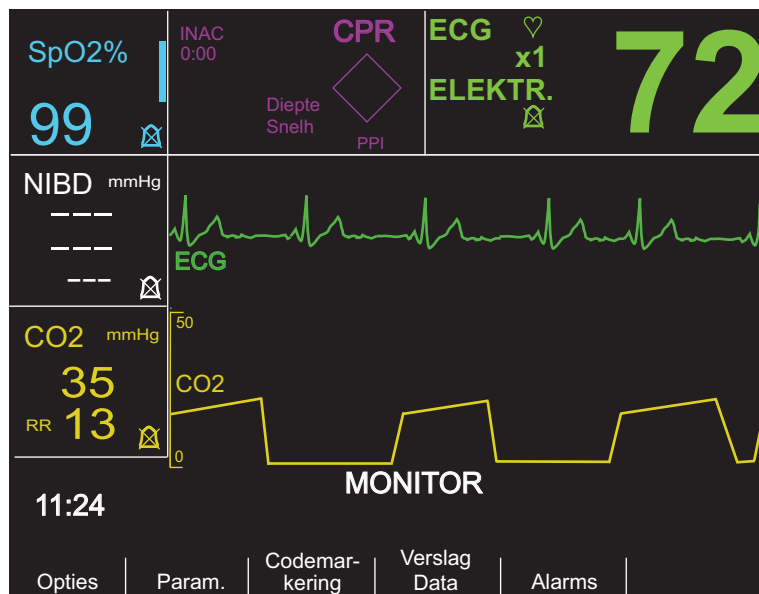 SpO2%
99
INAC
0:00
CPR
Diepte
Snelh
PPI
ECG
x1
ELEKTR.
72
NIBD mmHg
---
---
---
ECG
CO2 mmHg
35
RR 13
50
CO2
0
MONITOR
11:24
Opties
Param.
Codemar-
kering
Verslag
Data
Alarms